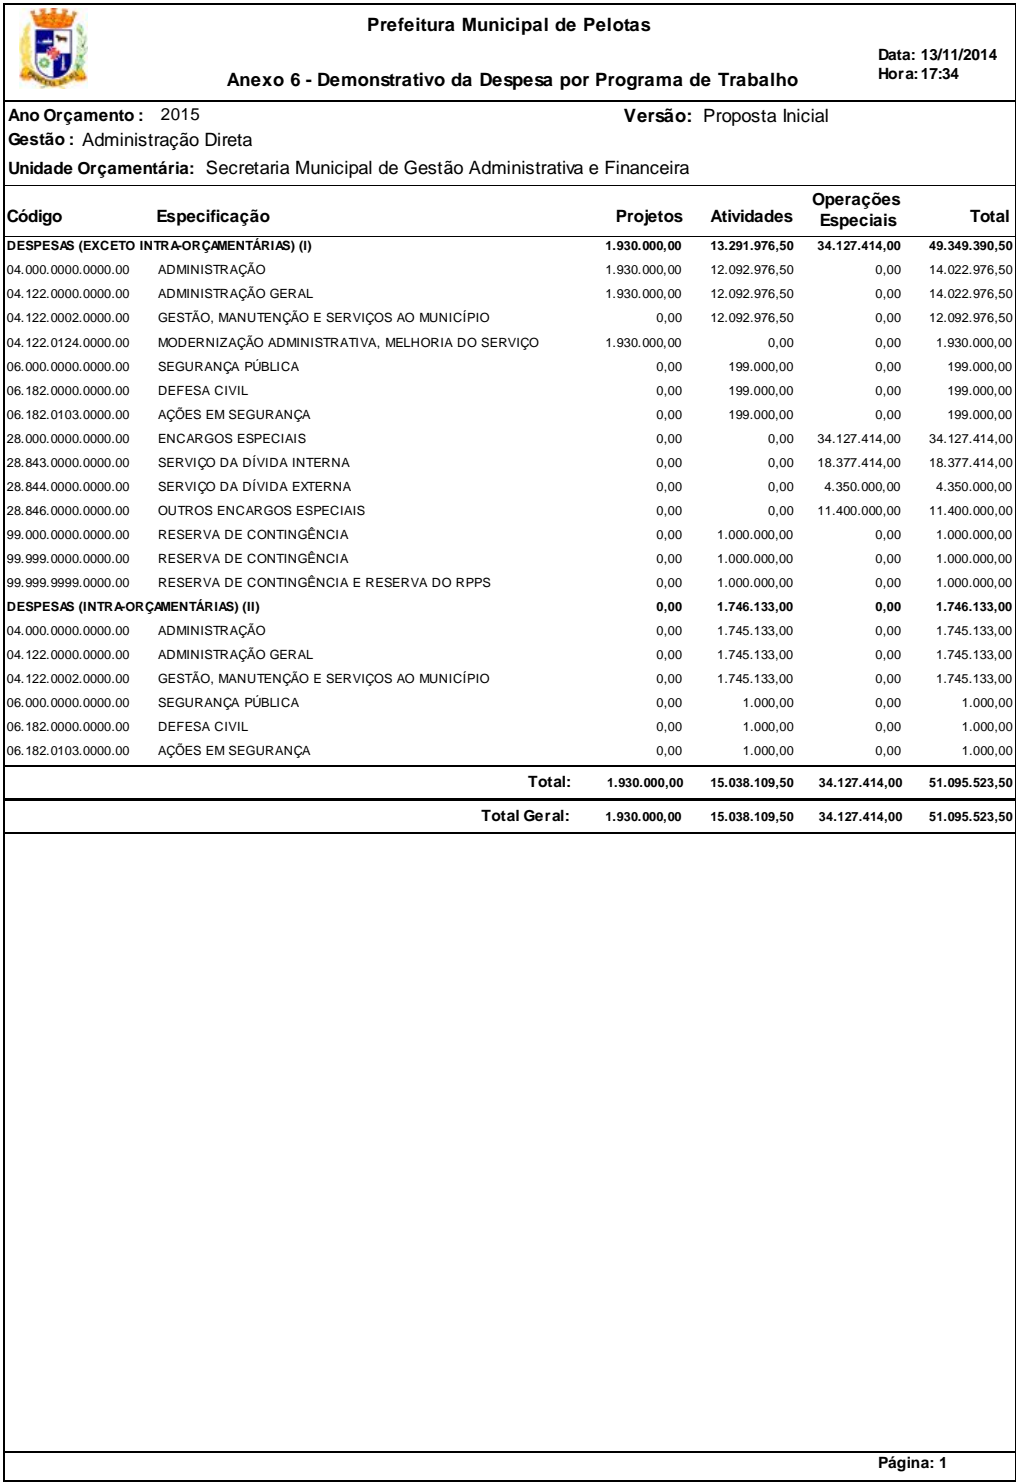 Prefeitura Municipal de Pelotas
Data: 13/11/2014
Hora: 17:34
Anexo 6 - Demonstrativo da Despesa por Programa de Trabalho
Ano Orçamento : 2015 Versão: Proposta Inicial
Gestão : Administração Direta
Unidade Orçamentária: Secretaria Municipal de Gestão Administrativa e Financeira
Código Especificação Projetos Atividades Operações Especiais Total
DESPESAS (EXCETO INTRA-ORÇAMENTÁRIAS) (I) 1.930.000,00 13.291.976,50 34.127.414,00 49.349.390,50
04.000.0000.0000.00 ADMINISTRAÇÃO 1.930.000,00 12.092.976,50 0,00 14.022.976,50
04.122.0000.0000.00 ADMINISTRAÇÃO GERAL 1.930.000,00 12.092.976,50 0,00 14.022.976,50
04.122.0002.0000.00 GESTÃO, MANUTENÇÃO E SERVIÇOS AO MUNICÍPIO 0,00 12.092.976,50 0,00 12.092.976,50
04.122.0124.0000.00 MODERNIZAÇÃO ADMINISTRATIVA, MELHORIA DO SERVIÇO 1.930.000,00 0,00 0,00 1.930.000,00
06.000.0000.0000.00 SEGURANÇA PÚBLICA 0,00 199.000,00 0,00 199.000,00
06.182.0000.0000.00 DEFESA CIVIL 0,00 199.000,00 0,00 199.000,00
06.182.0103.0000.00 AÇÕES EM SEGURANÇA 0,00 199.000,00 0,00 199.000,00
28.000.0000.0000.00 ENCARGOS ESPECIAIS 0,00 0,00 34.127.414,00 34.127.414,00
28.843.0000.0000.00 SERVIÇO DA DÍVIDA INTERNA 0,00 0,00 18.377.414,00 18.377.414,00
28.844.0000.0000.00 SERVIÇO DA DÍVIDA EXTERNA 0,00 0,00 4.350.000,00 4.350.000,00
28.846.0000.0000.00 OUTROS ENCARGOS ESPECIAIS 0,00 0,00 11.400.000,00 11.400.000,00
99.000.0000.0000.00 RESERVA DE CONTINGÊNCIA 0,00 1.000.000,00 0,00 1.000.000,00
99.999.0000.0000.00 RESERVA DE CONTINGÊNCIA 0,00 1.000.000,00 0,00 1.000.000,00
99.999.9999.0000.00 RESERVA DE CONTINGÊNCIA E RESERVA DO RPPS 0,00 1.000.000,00 0,00 1.000.000,00
DESPESAS (INTRA-ORÇAMENTÁRIAS) (II) 0,00 1.746.133,00 0,00 1.746.133,00
04.000.0000.0000.00 ADMINISTRAÇÃO 0,00 1.745.133,00 0,00 1.745.133,00
04.122.0000.0000.00 ADMINISTRAÇÃO GERAL 0,00 1.745.133,00 0,00 1.745.133,00
04.122.0002.0000.00 GESTÃO, MANUTENÇÃO E SERVIÇOS AO MUNICÍPIO 0,00 1.745.133,00 0,00 1.745.133,00
06.000.0000.0000.00 SEGURANÇA PÚBLICA 0,00 1.000,00 0,00 1.000,00
06.182.0000.0000.00 DEFESA CIVIL 0,00 1.000,00 0,00 1.000,00
06.182.0103.0000.00 AÇÕES EM SEGURANÇA 0,00 1.000,00 0,00 1.000,00
Total: 1.930.000,00 15.038.109,50 34.127.414,00 51.095.523,50
Total Geral: 1.930.000,00 15.038.109,50 34.127.414,00 51.095.523,50
Página: 1